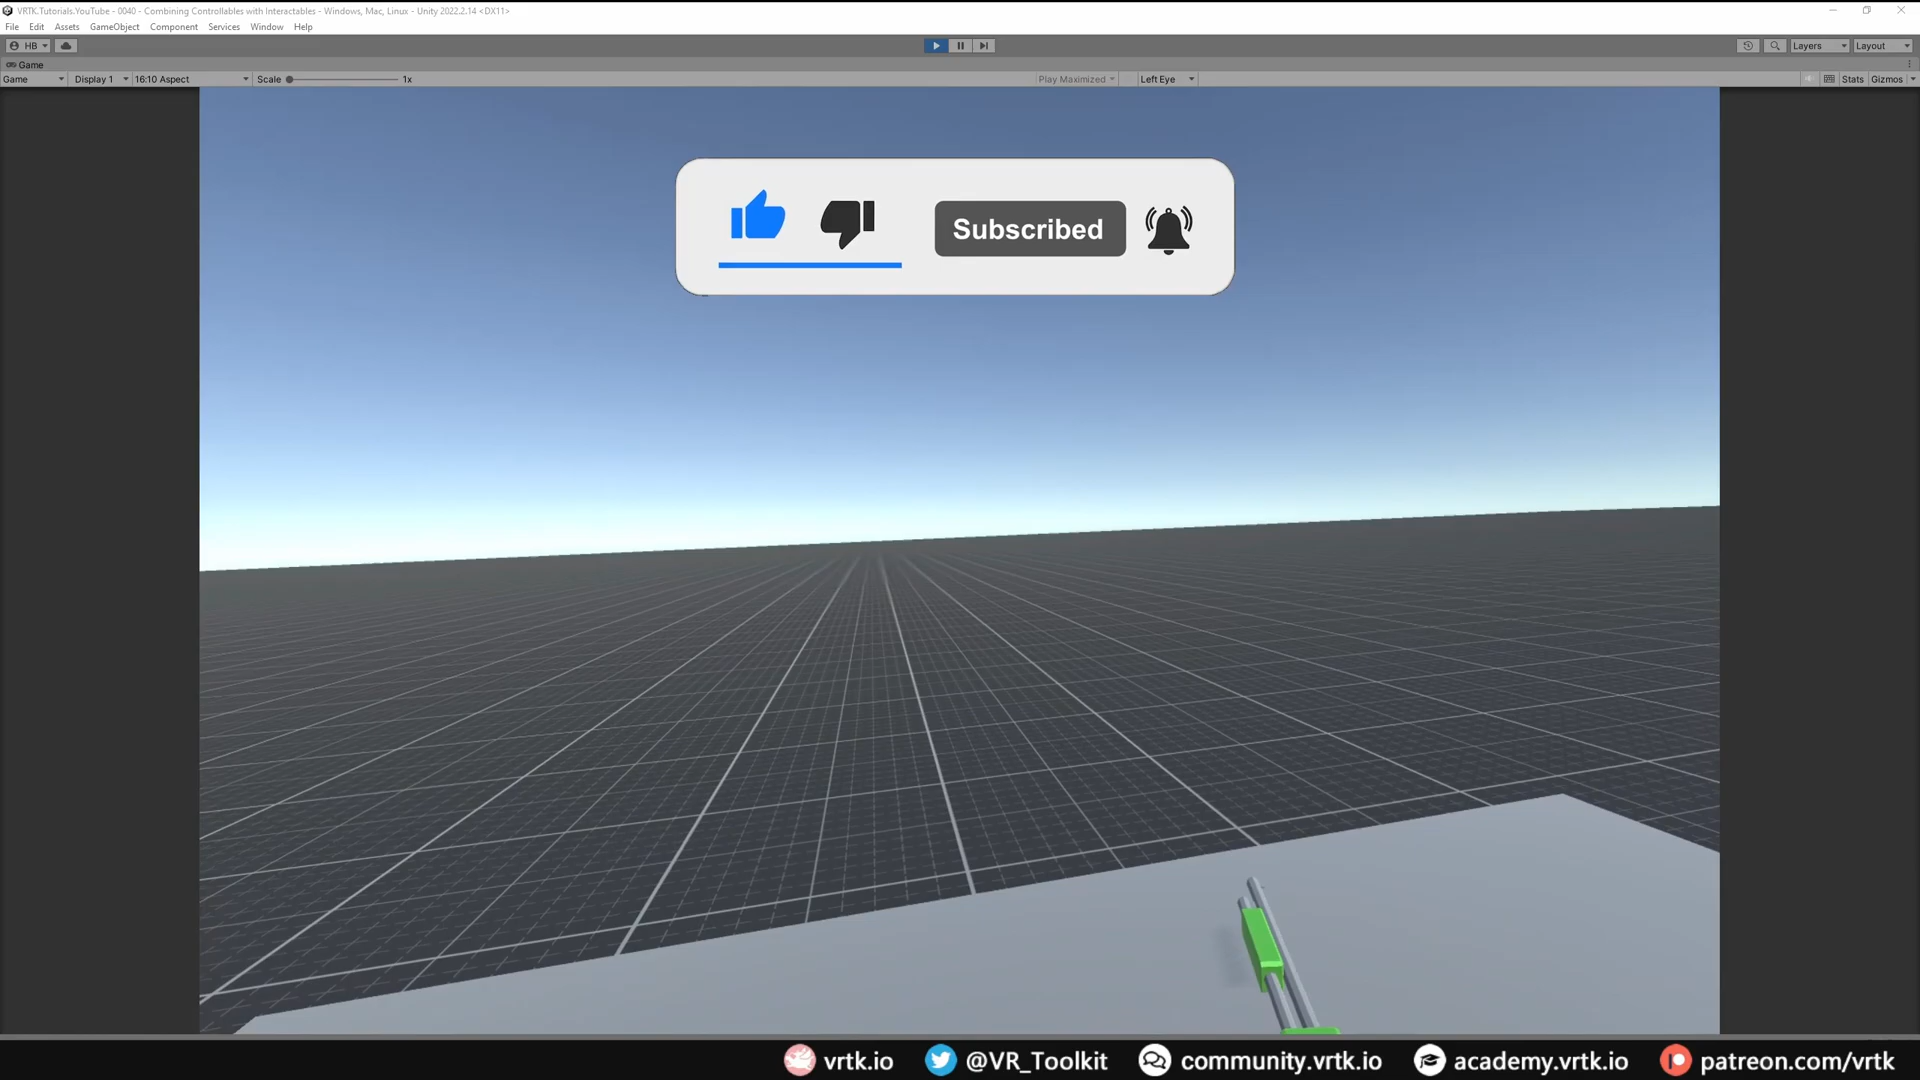 VRTK.Tutorials.YouTube - 0040 - Combining Controllables with Interactables - Windows, Mac, Linux - Unity 2022.2.14 <DX11>
File Edit Assets GameObject Component Services Window Help
HB Layers Layout
Game
Game Display 1 16:10 Aspect Scale 1x Play Maximized Left Eye Stats Gizmos
Subscribed
vrtk.io @VR_Toolkit community.vrtk.io academy.vrtk.io patreon.com/vrtk